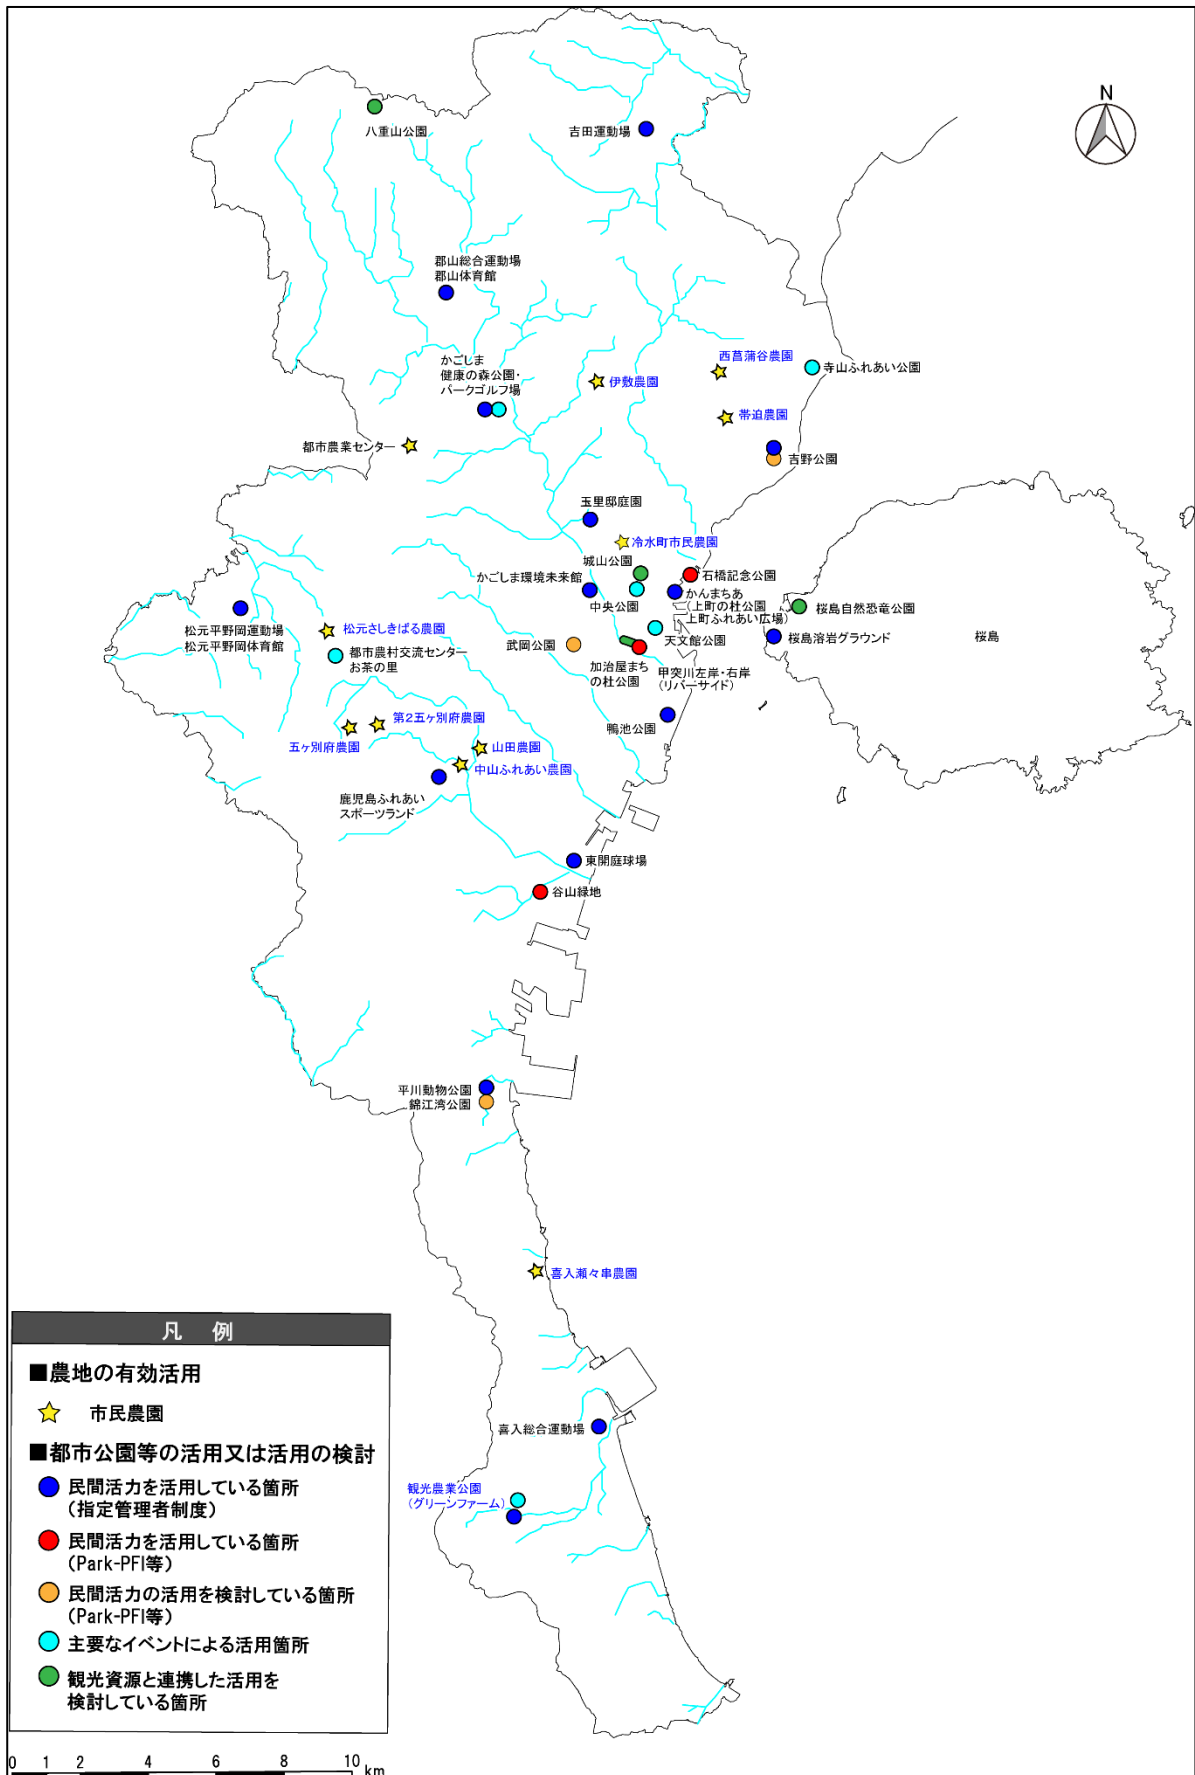 N
八重山公園
吉田運動場
郡山総合運動場
郡山体育館
かごしま
健康の森公園・
パークゴルフ場
西菖蒲谷農園
寺山ふれあい公園
伊敷農園
帯迫農園
都市農業センター
吉野公園
玉里邸庭園
冷水町市民農園
城山公園
石橋記念公園
かごしま環境未来館
中央公園
かんまちあ
(上町の杜公園
上町ふれあい広場)
桜島自然恐竜公園
松元平野岡運動場
松元平野岡体育館
松元さしきばる農園
天文館公園
桜島溶岩グラウンド
桜島
都市農村交流センター
お茶の里
武岡公園
加治屋まち
の杜公園
甲突川左岸・右岸
(リバーサイド)
第2五ヶ別府農園
鴨池公園
五ヶ別府農園
山田農園
中山ふれあい農園
鹿児島ふれあい
スポーツランド
東開庭球場
谷山緑地
平川動物公園
錦江湾公園
喜入瀬々串農園
喜入総合運動場
観光農業公園
(グリーンファーム)
凡 例
■農地の有効活用
市民農園
■都市公園等の活用又は活用の検討
民間活力を活用している箇所
(指定管理者制度)
民間活力を活用している箇所
(Park-PFI等)
民間活力の活用を検討している箇所
(Park-PFI等)
主要なイベントによる活用箇所
観光資源と連携した活用を
検討している箇所
0 1 2 4 6 8 10 km